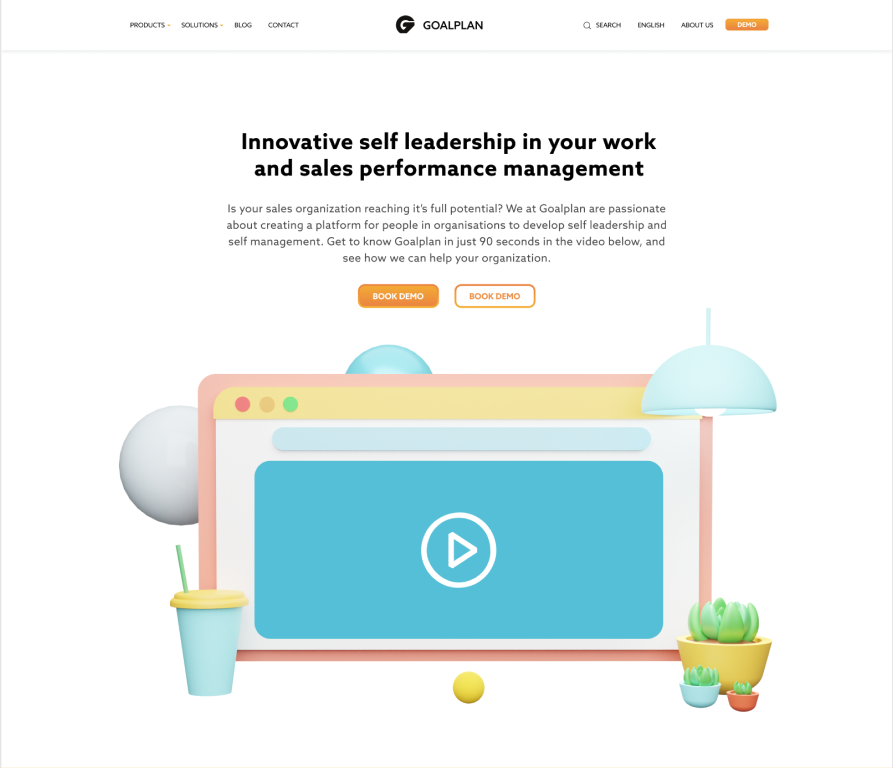 PRODUCTS SOLUTIONS BLOG CONTACT GOALPLAN SEARCH ENGLISH ABOUT US DEMO
Innovative self leadership in your work
and sales performance management
Is your sales organization reaching it's full potential? We at Goalplan are passionate
about creating a platform for people in organisations to develop self leadership and
self management. Get to know Goalplan in just 90 seconds in the video below, and
see how we can help your organization.
BOOK DEMO BOOK DEMO